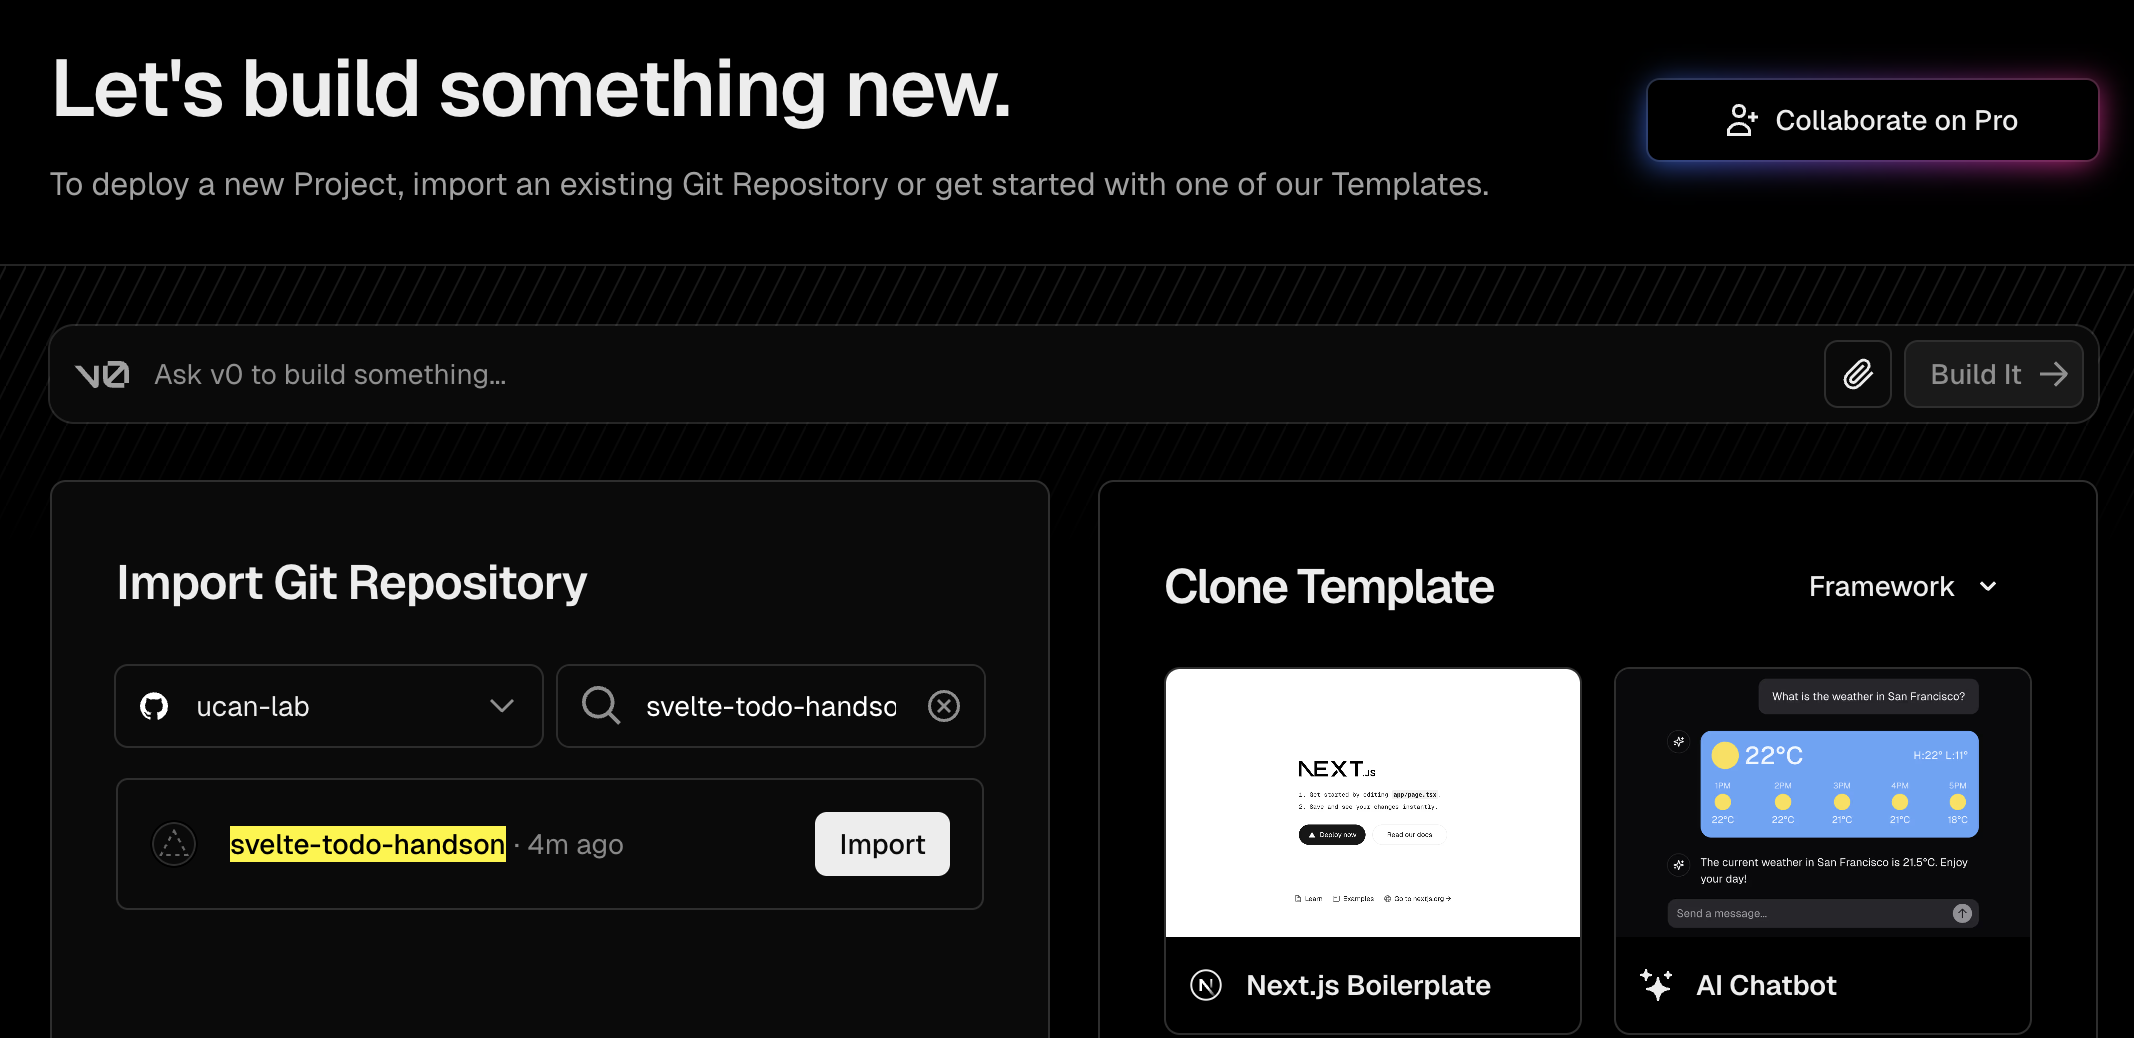 Let's build something new.
Collaborate on Pro
To deploy a new Project, import an existing Git Repository or get started with one of our Templates.
v0 Ask v0 to build something...
Build It →
Import Git Repository
ucan-lab
svelte-todo-handso
svelte-todo-handson · 4m ago
Import
Clone Template
Framework
NEXT.JS
1. Get started by editing app/page.tsx.
2. Save and see your changes instantly.
Deploy now
Read our docs
Learn
Examples
Go to nextjs.org →
Next.js Boilerplate
What is the weather in San Francisco?
22°C
H:22° L:11°
1PM 2PM 3PM 4PM 5PM
22°C 22°C 21°C 21°C 18°C
The current weather in San Francisco is 21.5°C. Enjoy
your day!
Send a message...
AI Chatbot